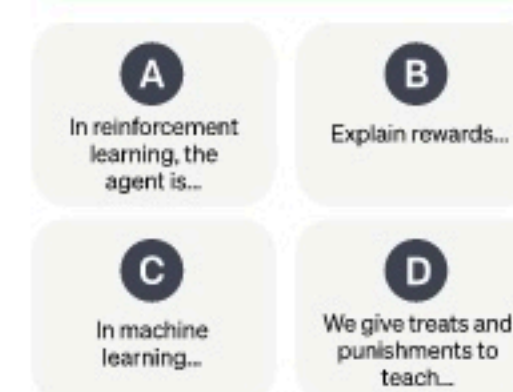 A
In reinforcement
learning, the
agent is...
B
Explain rewards...
C
In machine
learning...
D
We give treats and
punishments to
teach...